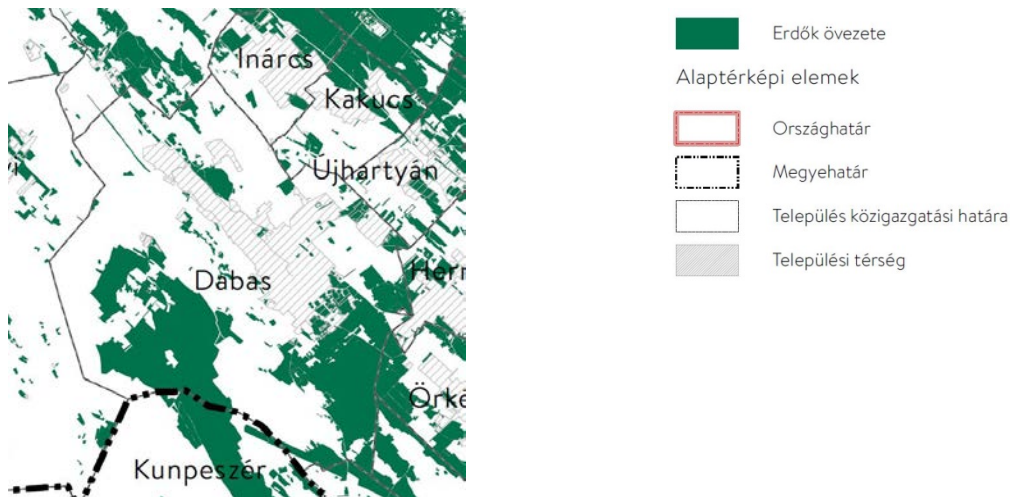 Inárcs
Kakucs
Újhartyán
Dabas
Kunpeszér
Erdők övezete
Alaptérképi elemek
Országhatár
Megyehatár
Település közigazgatási határa
Települési térség